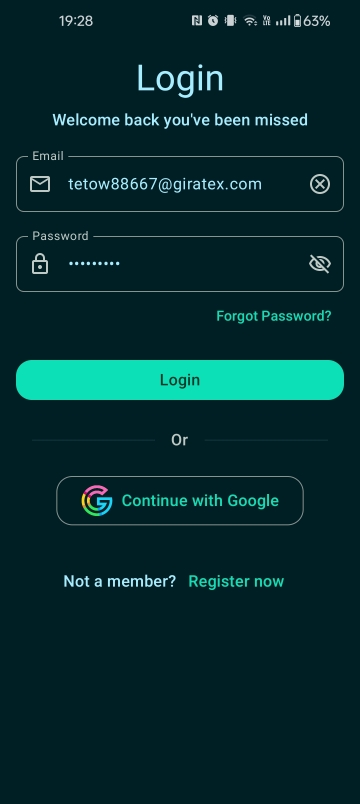 19:28
63%
Login
Welcome back you've been missed
Email
tetow88667@giratex.com
Password
•••••••••
Forgot Password?
Login
Or
Continue with Google
Not a member? Register now